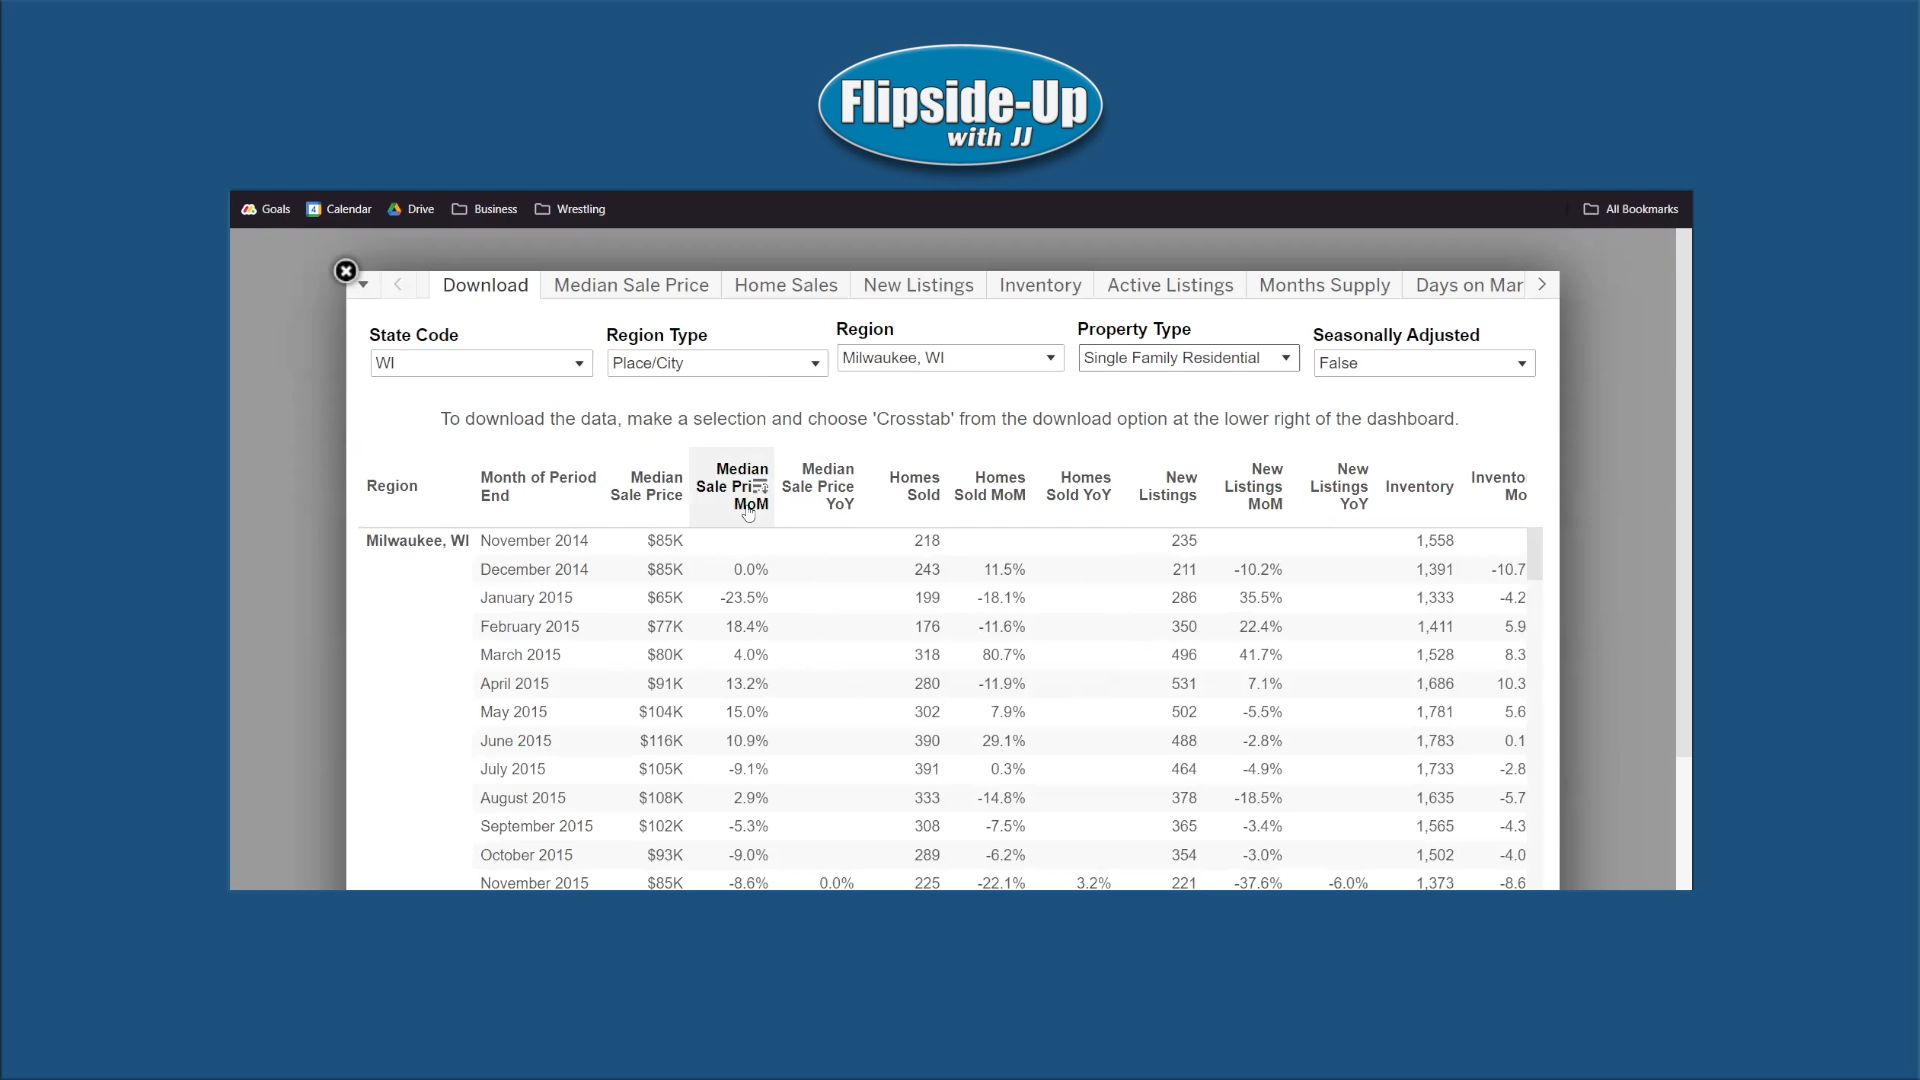 Flipside-Up
with JJ
Goals Calendar Drive Business Wrestling All Bookmarks
Download Median Sale Price Home Sales New Listings Inventory Active Listings Months Supply Days on Mar
State Code Region Type Region Property Type Seasonally Adjusted
WI Place/City Milwaukee, WI Single Family Residential False
To download the data, make a selection and choose 'Crosstab' from the download option at the lower right of the dashboard.
Region Month of Period End Median Sale Price Median Sale Price MoM Median Sale Price YoY Homes Sold Homes Sold MoM Homes Sold YoY New Listings New Listings MoM New Listings YoY Inventory Invento Mo
Milwaukee, WI November 2014 $85K 218 235 1,558
December 2014 $85K 0.0% 243 11.5% 211 -10.2% 1,391 -10.7
January 2015 $65K -23.5% 199 -18.1% 286 35.5% 1,333 -4.2
February 2015 $77K 18.4% 176 -11.6% 350 22.4% 1,411 5.9
March 2015 $80K 4.0% 318 80.7% 496 41.7% 1,528 8.3
April 2015 $91K 13.2% 280 -11.9% 531 7.1% 1,686 10.3
May 2015 $104K 15.0% 302 7.9% 502 -5.5% 1,781 5.6
June 2015 $116K 10.9% 390 29.1% 488 -2.8% 1,783 0.1
July 2015 $105K -9.1% 391 0.3% 464 -4.9% 1,733 -2.8
August 2015 $108K 2.9% 333 -14.8% 378 -18.5% 1,635 -5.7
September 2015 $102K -5.3% 308 -7.5% 365 -3.4% 1,565 -4.3
October 2015 $93K -9.0% 289 -6.2% 354 -3.0% 1,502 -4.0
November 2015 $85K -8.6% 0.0% 225 -22.1% 3.2% 221 -37.6% -6.0% 1,373 -8.6